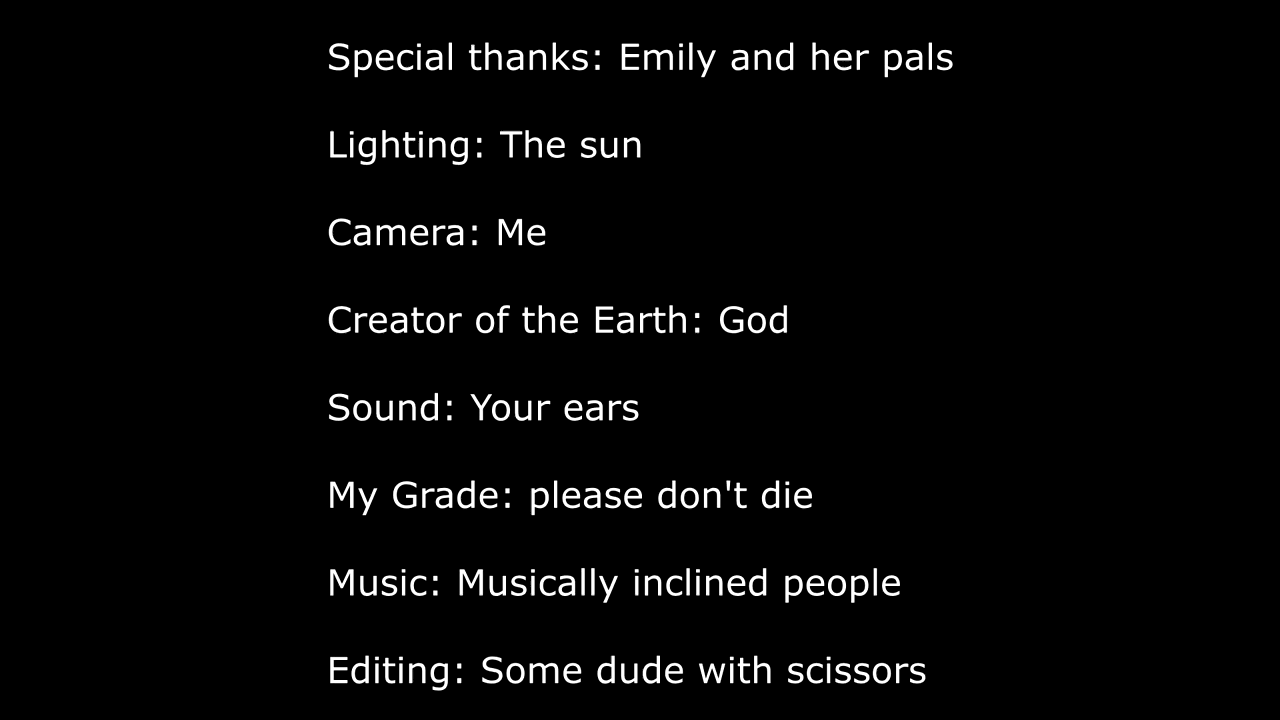 Special thanks: Emily and her pals
Lighting: The sun
Camera: Me
Creator of the Earth: God
Sound: Your ears
My Grade: please don't die
Music: Musically inclined people
Editing: Some dude with scissors